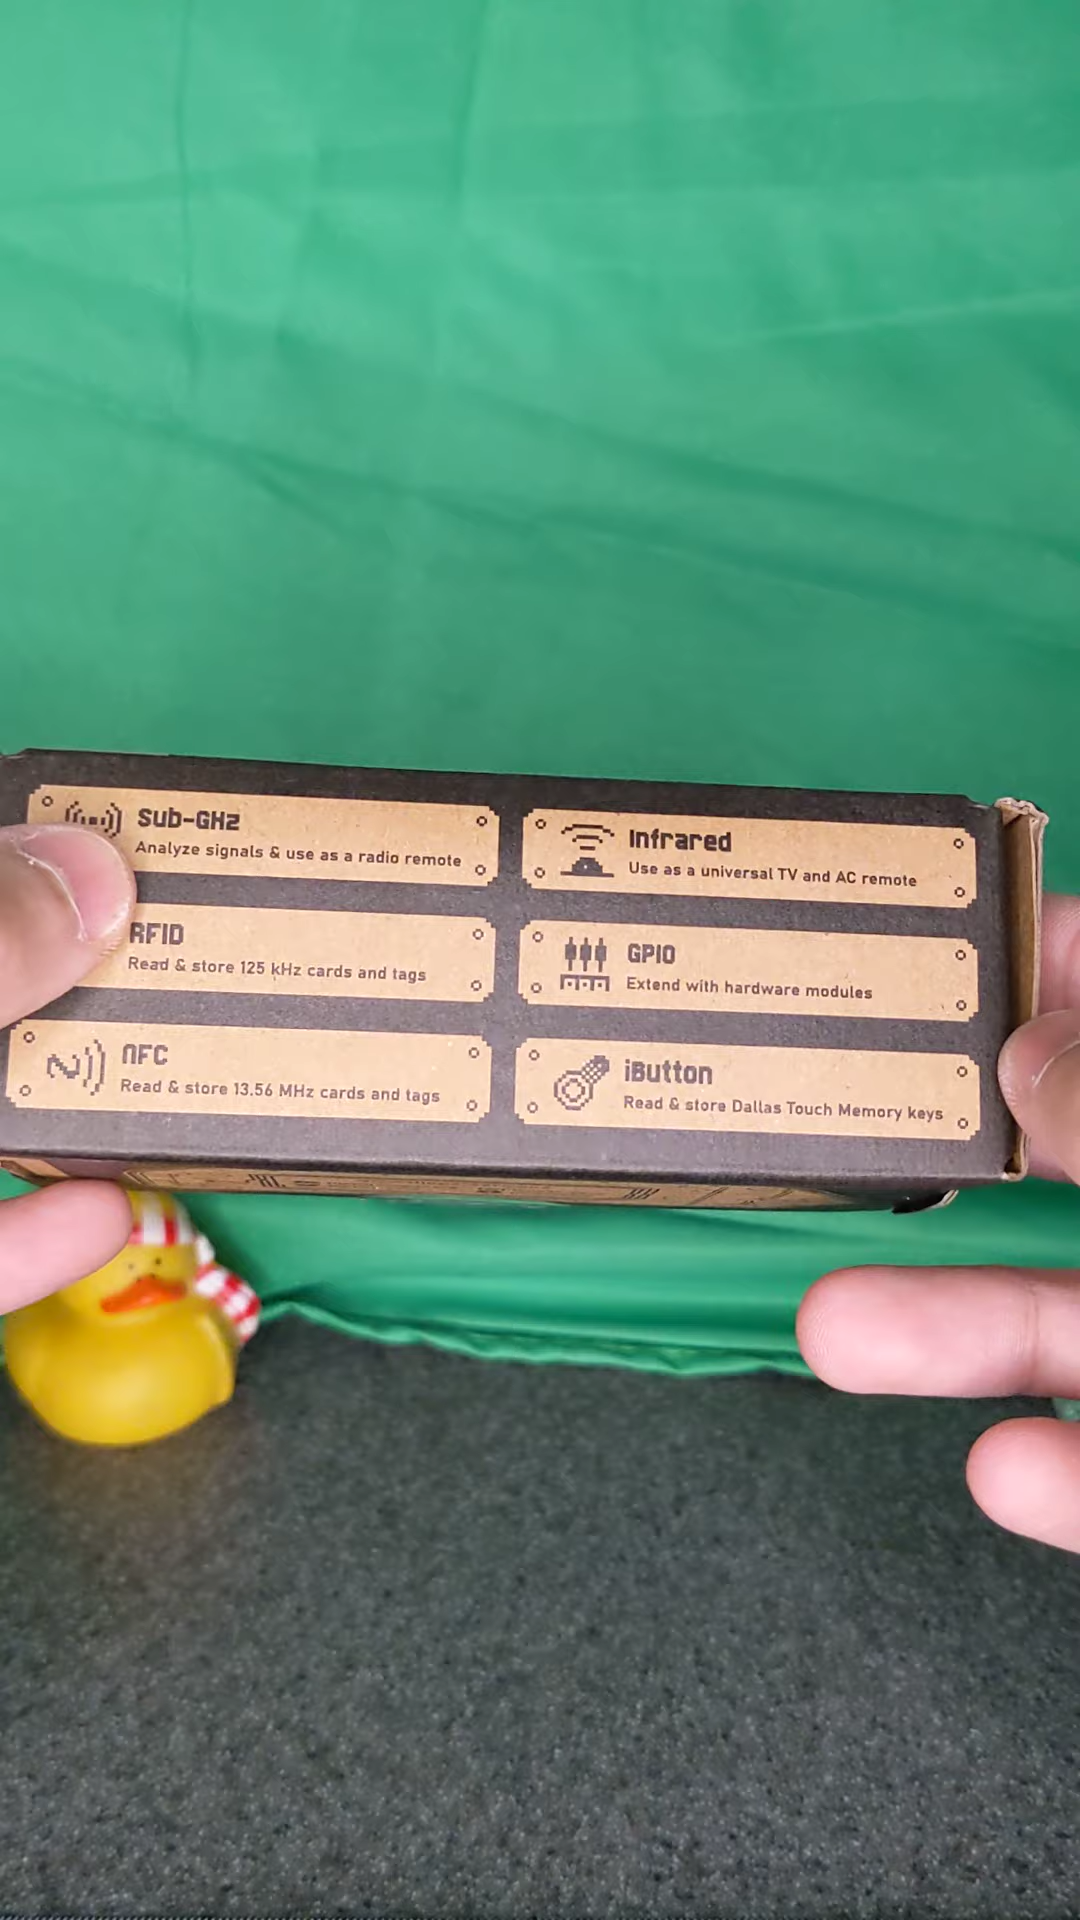 Sub-GHz
Analyze signals & use as a radio remote
RFID
Read & store 125 kHz cards and tags
NFC
Read & store 13.56 MHz cards and tags
Infrared
Use as a universal TV and AC remote
GPIO
Extend with hardware modules
iButton
Read & store Dallas Touch Memory keys